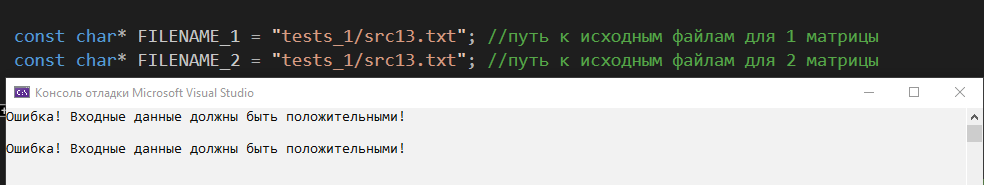 const char* FILENAME_1 = "tests_1/src13.txt"; //путь к исходным файлам для 1 матрицы
const char* FILENAME_2 = "tests_1/src13.txt"; //путь к исходным файлам для 2 матрицы
Консоль отладки Microsoft Visual Studio
Ошибка! Входные данные должны быть положительными!
Ошибка! Входные данные должны быть положительными!